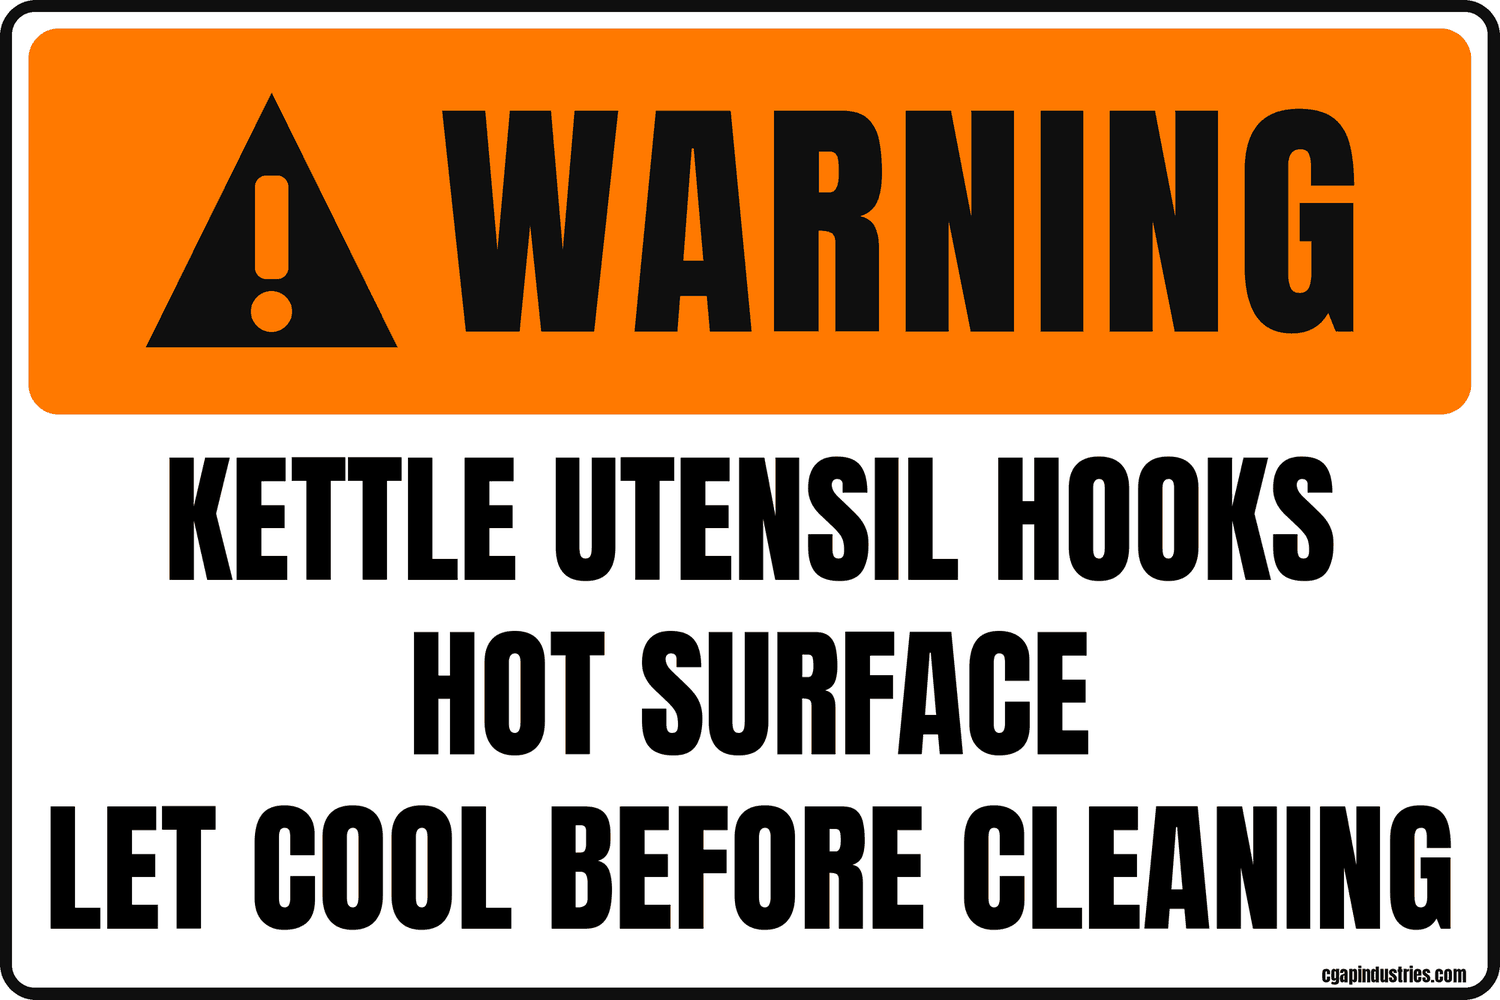 WARNING
KETTLE UTENSIL HOOKS
HOT SURFACE
LET COOL BEFORE CLEANING
cgapindustries.com